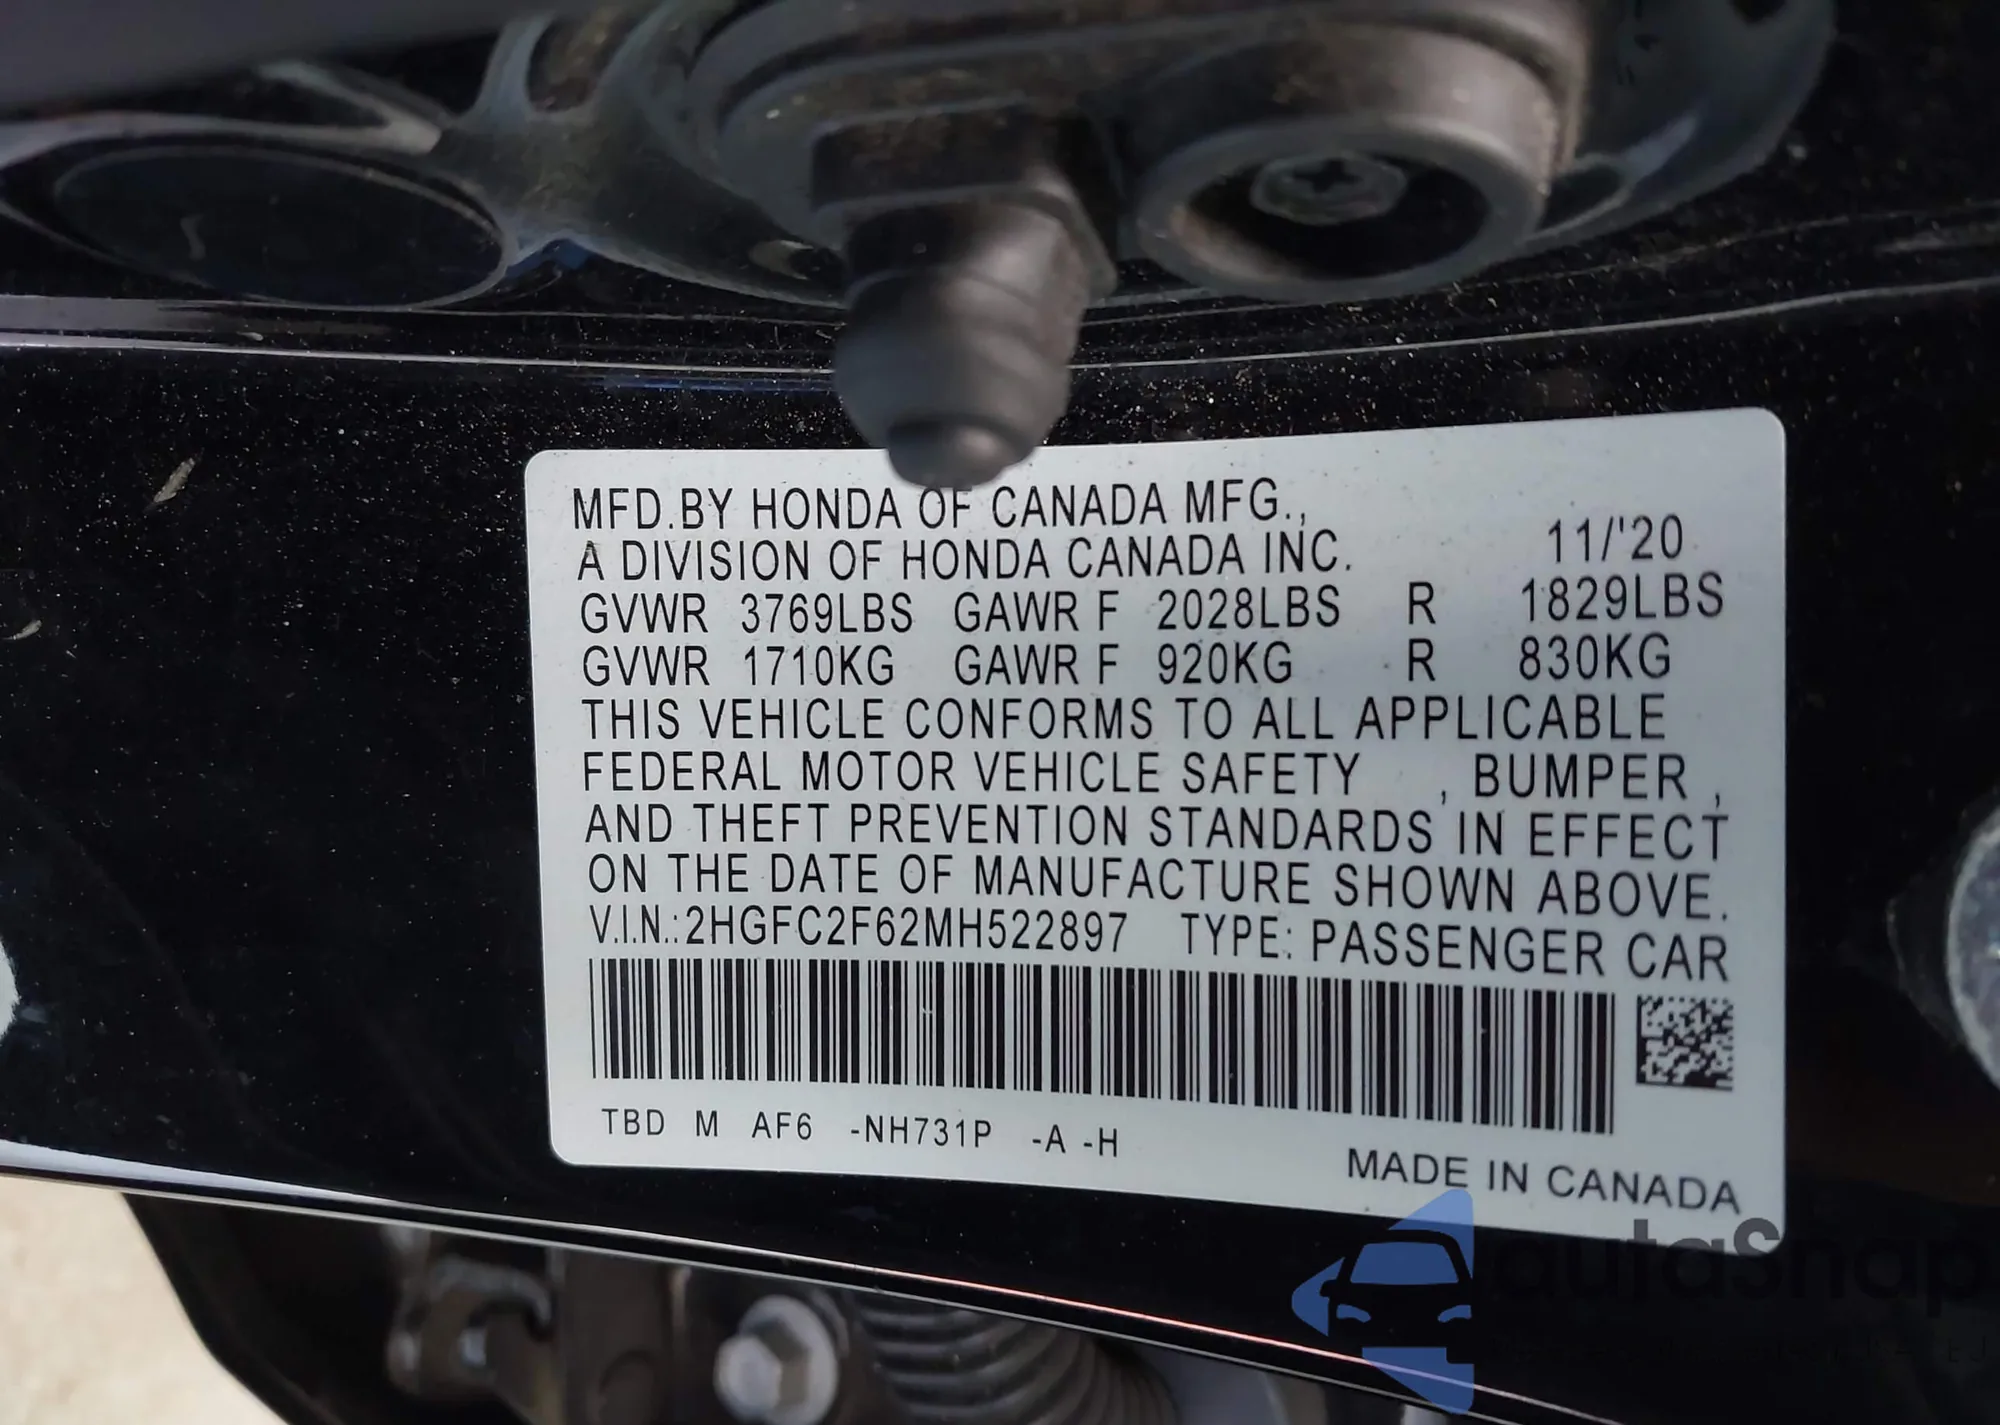 MFD.BY HONDA OF CANADA MFG.,
A DIVISION OF HONDA CANADA INC. 11/'20
GVWR 3769LBS GAWR F 2028LBS R 1829LBS
GVWR 1710KG GAWR F 920KG R 830KG
THIS VEHICLE CONFORMS TO ALL APPLICABLE
FEDERAL MOTOR VEHICLE SAFETY , BUMPER ,
AND THEFT PREVENTION STANDARDS IN EFFECT
ON THE DATE OF MANUFACTURE SHOWN ABOVE.
V.I.N.:2HGFC2F62MH522897 TYPE: PASSENGER CAR
TBD M AF6 -NH731P -A -H
MADE IN CANADA
autasnap